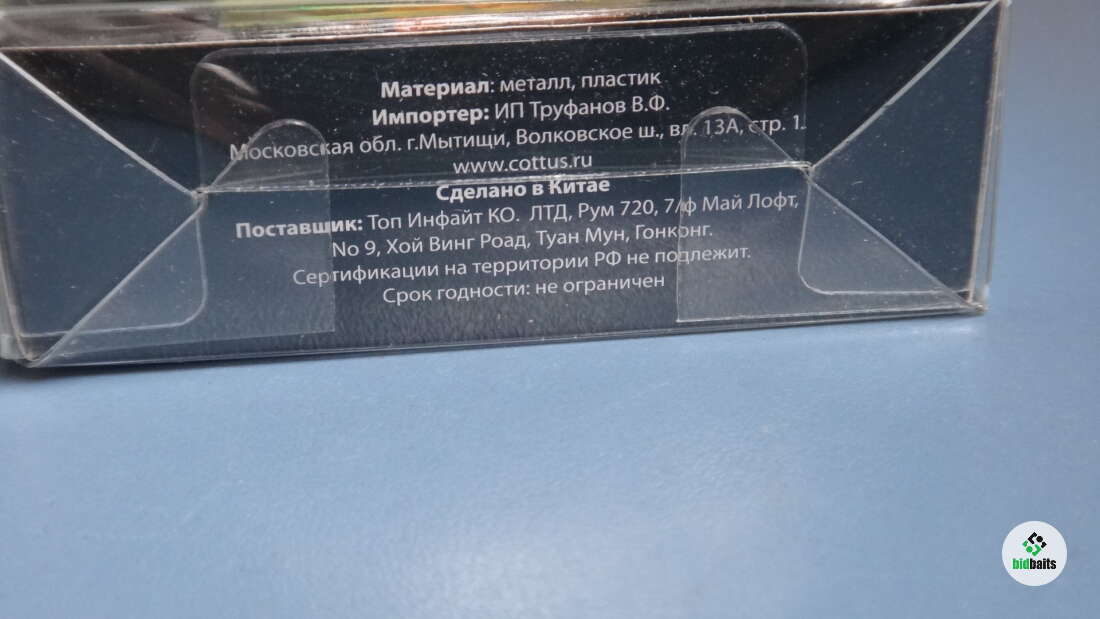 Материал: металл, пластик
Импортер: ИП Труфанов В.Ф.
Московская обл. г.Мытищи, Волковское ш., вл. 13А, стр. 1.
www.cottus.ru
Сделано в Китае
Поставшик: Топ Инфайт КО. ЛТД, Рум 720, 7/ф Май Лофт,
No 9, Хой Винг Роад, Туан Мун, Гонконг.
Сертификации на территории РФ не подлежит.
Срок годности: не ограничен
bidbaits